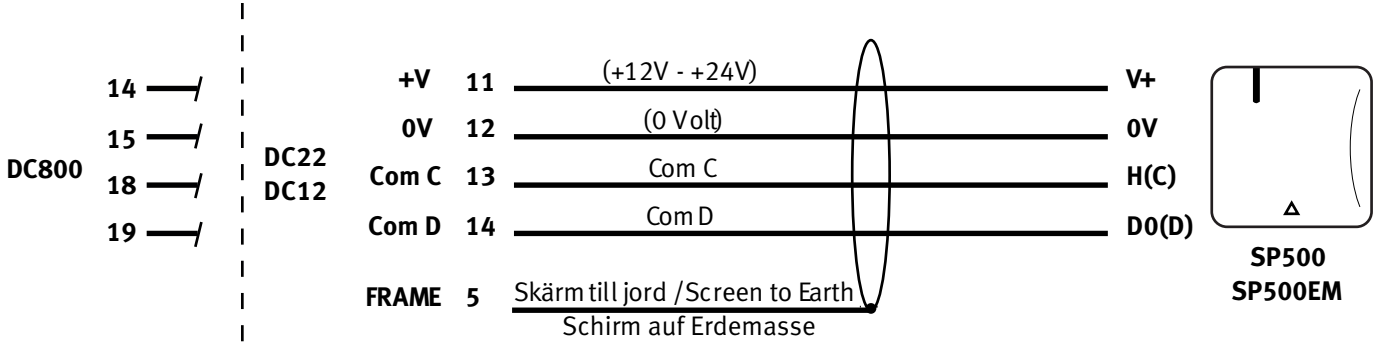 14
15
18
19
DC800
DC22
DC12
+V 11 (+12V - +24V) V+
0V 12 (0 Volt) 0V
Com C 13 Com C H(C)
Com D 14 Com D D0(D)
FRAME 5 Skärm till jord /Screen to Earth
Schirm auf Erdemasse
SP500
SP500EM